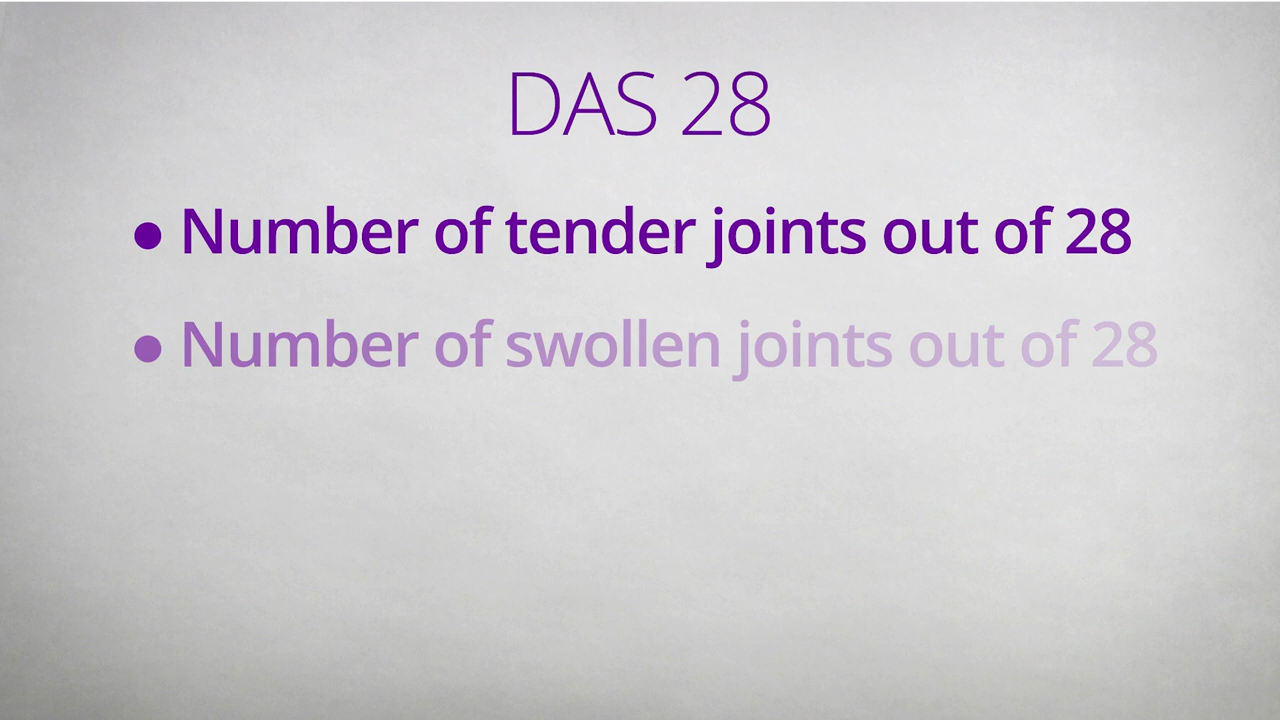 DAS 28
• Number of tender joints out of 28
• Number of swollen joints out of 28